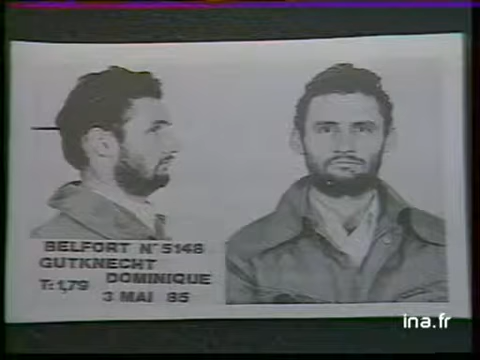 BELFORT N° 5148
GUTKNECHT
DOMINIQUE
T: 1,79
3 MAI 85
ina.fr